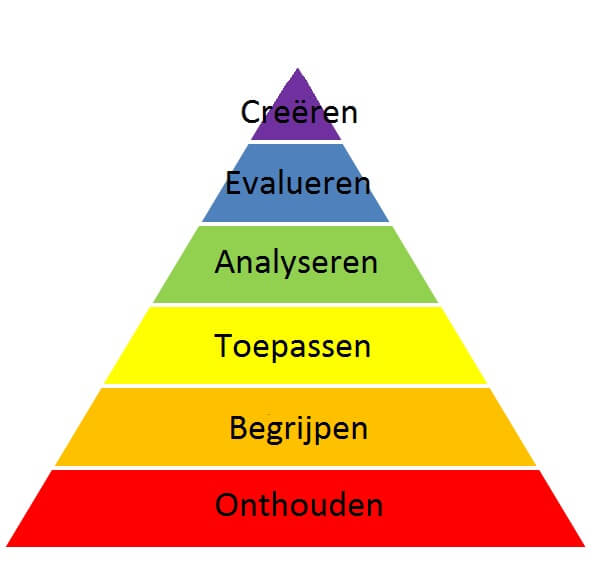 Creëren
Evalueren
Analyseren
Toepassen
Begrijpen
Onthouden